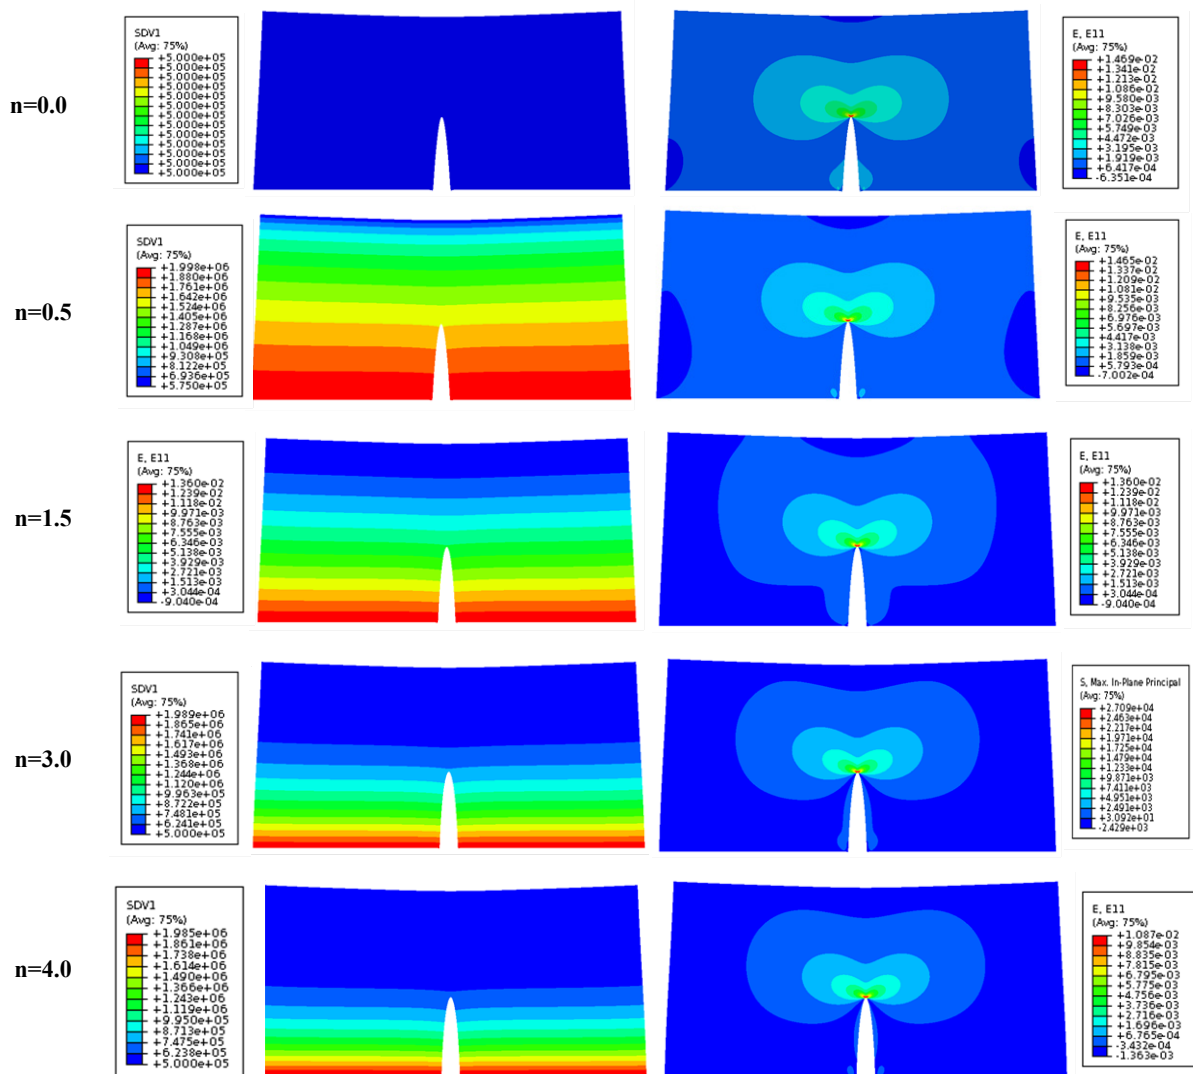 n=0.0
SDV1
(Avg: 75%)
+5.000e+05
+5.000e+05
+5.000e+05
+5.000e+05
+5.000e+05
+5.000e+05
+5.000e+05
+5.000e+05
+5.000e+05
+5.000e+05
+5.000e+05
+5.000e+05
+5.000e+05
E, E11
(Avg: 75%)
+1.469e-02
+1.341e-02
+1.213e-02
+1.086e-02
+9.580e-03
+8.303e-03
+7.026e-03
+5.749e-03
+4.472e-03
+3.195e-03
+1.919e-03
+6.417e-04
-6.351e-04
n=0.5
SDV1
(Avg: 75%)
+1.998e+06
+1.880e+06
+1.761e+06
+1.642e+06
+1.524e+06
+1.405e+06
+1.287e+06
+1.168e+06
+1.049e+06
+9.308e+05
+8.122e+05
+6.936e+05
+5.750e+05
E, E11
(Avg: 75%)
+1.465e-02
+1.337e-02
+1.209e-02
+1.081e-02
+9.535e-03
+8.256e-03
+6.976e-03
+5.697e-03
+4.417e-03
+3.138e-03
+1.859e-03
+5.793e-04
-7.002e-04
n=1.5
E, E11
(Avg: 75%)
+1.360e-02
+1.239e-02
+1.118e-02
+9.971e-03
+8.763e-03
+7.555e-03
+6.346e-03
+5.138e-03
+3.929e-03
+2.721e-03
+1.513e-03
+3.044e-04
-9.040e-04
E, E11
(Avg: 75%)
+1.360e-02
+1.239e-02
+1.118e-02
+9.971e-03
+8.763e-03
+7.555e-03
+6.346e-03
+5.138e-03
+3.929e-03
+2.721e-03
+1.513e-03
+3.044e-04
-9.040e-04
n=3.0
SDV1
(Avg: 75%)
+1.989e+06
+1.865e+06
+1.741e+06
+1.617e+06
+1.493e+06
+1.368e+06
+1.244e+06
+1.120e+06
+9.963e+05
+8.722e+05
+7.481e+05
+6.241e+05
+5.000e+05
S, Max. In-Plane Principal
(Avg: 75%)
+2.709e+04
+2.463e+04
+2.217e+04
+1.971e+04
+1.725e+04
+1.479e+04
+1.233e+04
+9.871e+03
+7.411e+03
+4.951e+03
+2.491e+03
+3.092e+01
-2.429e+03
n=4.0
SDV1
(Avg: 75%)
+1.985e+06
+1.861e+06
+1.738e+06
+1.614e+06
+1.490e+06
+1.366e+06
+1.243e+06
+1.119e+06
+9.950e+05
+8.713e+05
+7.475e+05
+6.238e+05
+5.000e+05
E, E11
(Avg: 75%)
+1.087e-02
+9.854e-03
+8.835e-03
+7.815e-03
+6.795e-03
+5.775e-03
+4.756e-03
+3.736e-03
+2.716e-03
+1.696e-03
+6.765e-04
-3.432e-04
-1.363e-03